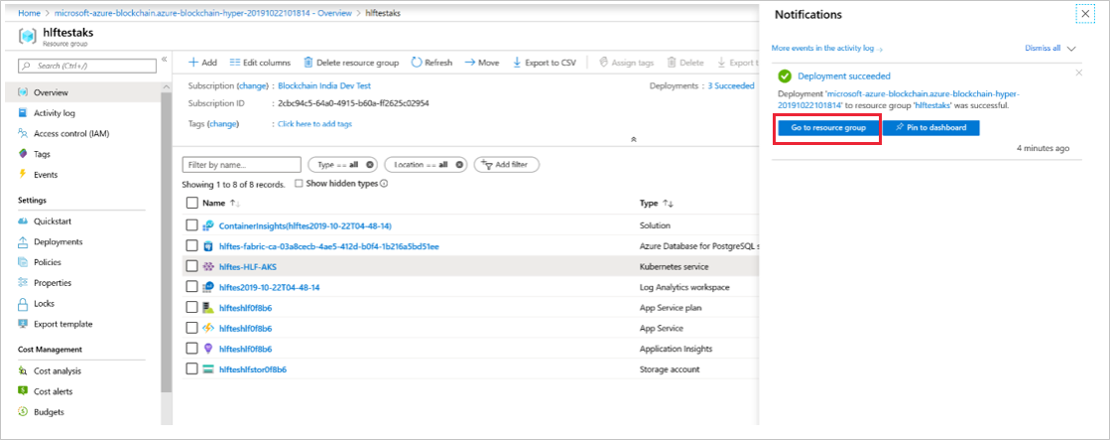 Home > microsoft-azure-blockchain.azure-blockchain-hyper-20191022101814 - Overview > hlftestaks
hlftestaks
Resource group
Search (Ctrl+/)
Overview
Activity log
Access control (IAM)
Tags
Events
Settings
Quickstart
Deployments
Policies
Properties
Locks
Export template
Cost Management
Cost analysis
Cost alerts
Budgets
Add Edit columns Delete resource group Refresh Move Export to CSV Assign tags Delete Export t
Subscription (change) : Blockchain India Dev Test Deployments : 3 Succeeded
Subscription ID : 2cbc94c5-64a0-4915-b60a-ff2625c02954
Tags (change) : Click here to add tags
Filter by name... Type == all Location == all Add filter
Showing 1 to 8 of 8 records. Show hidden types
Name Type
ContainerInsights(hlftes2019-10-22T04-48-14) Solution
hlftes-fabric-ca-03a8cecb-4ae5-412d-b0f4-1b216a5bd51ee Azure Database for PostgreSQL s
hlftes-HLF-AKS Kubernetes service
hlftes2019-10-22T04-48-14 Log Analytics workspace
hlfteshlf0f8b6 App Service plan
hlfteshlf0f8b6 App Service
hlfteshlf0f8b6 Application Insights
hlfteshlfstor0f8b6 Storage account
Notifications
More events in the activity log → Dismiss all
Deployment succeeded
Deployment 'microsoft-azure-blockchain.azure-blockchain-hyper-
20191022101814' to resource group 'hlftestaks' was successful.
Go to resource group Pin to dashboard
4 minutes ago